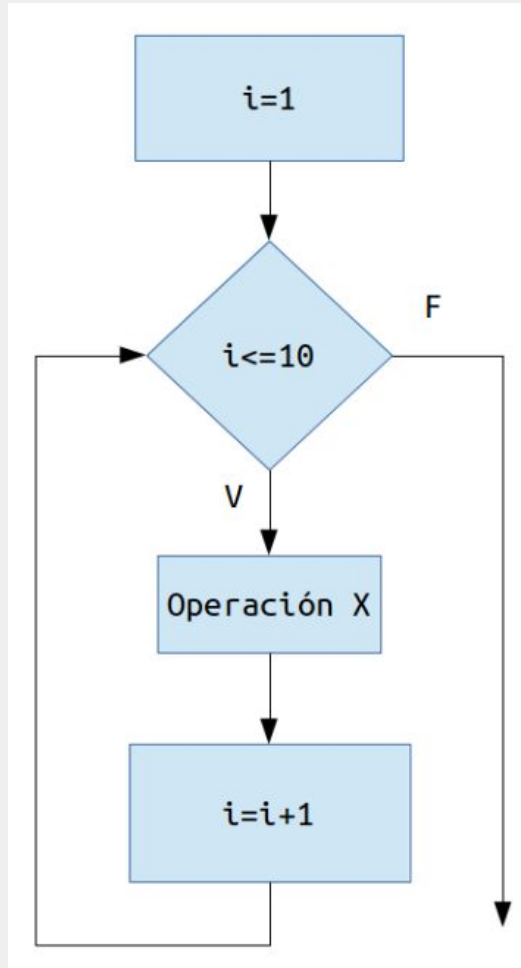 i=1
F
i<=10
V
Operación X
i=i+1